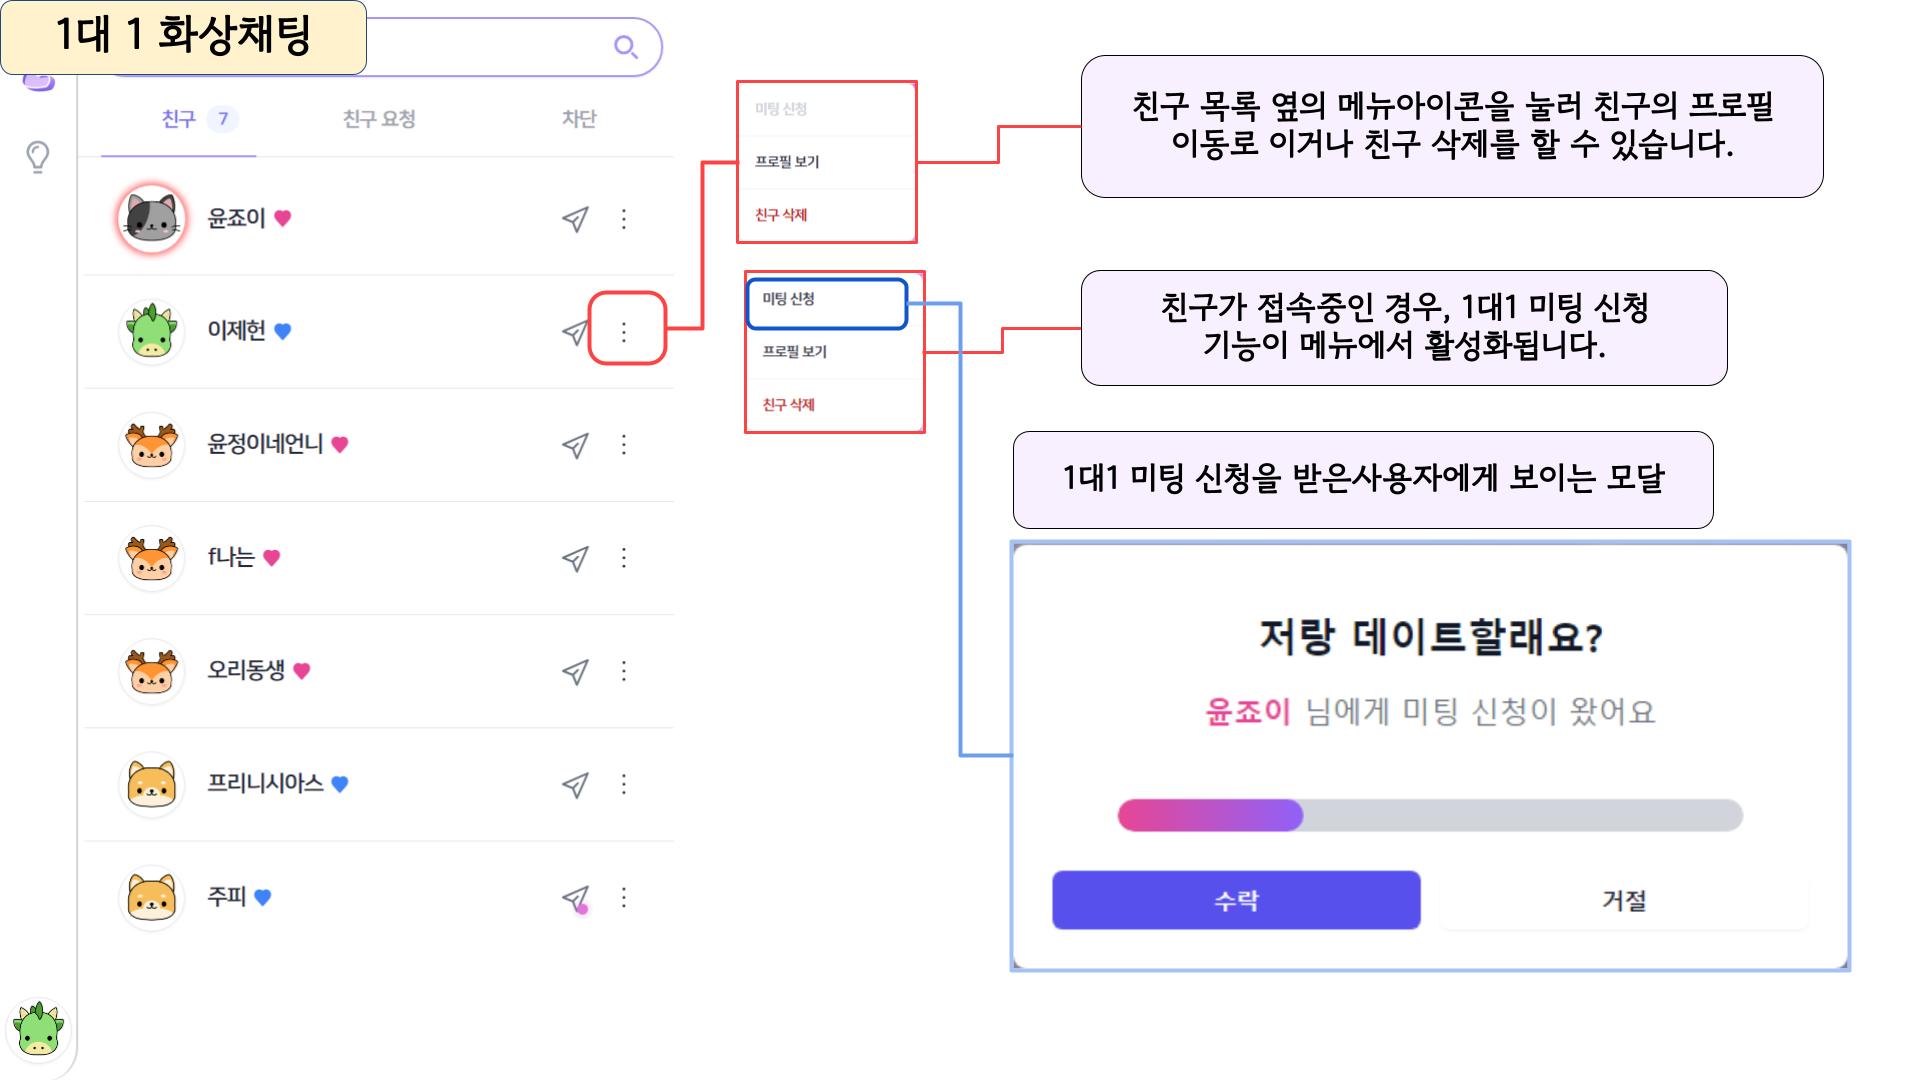 1대 1 화상채팅
친구 7
친구 요청
차단
윤죠이
이제헌
윤정이네언니
f나는
오리동생
프리니시아스
주피
미팅 신청
프로필 보기
친구 삭제
미팅 신청
프로필 보기
친구 삭제
친구 목록 옆의 메뉴아이콘을 눌러 친구의 프로필
이동로 이거나 친구 삭제를 할 수 있습니다.
친구가 접속중인 경우, 1대1 미팅 신청
기능이 메뉴에서 활성화됩니다.
1대1 미팅 신청을 받은사용자에게 보이는 모달
저랑 데이트할래요?
윤죠이 님에게 미팅 신청이 왔어요
수락
거절